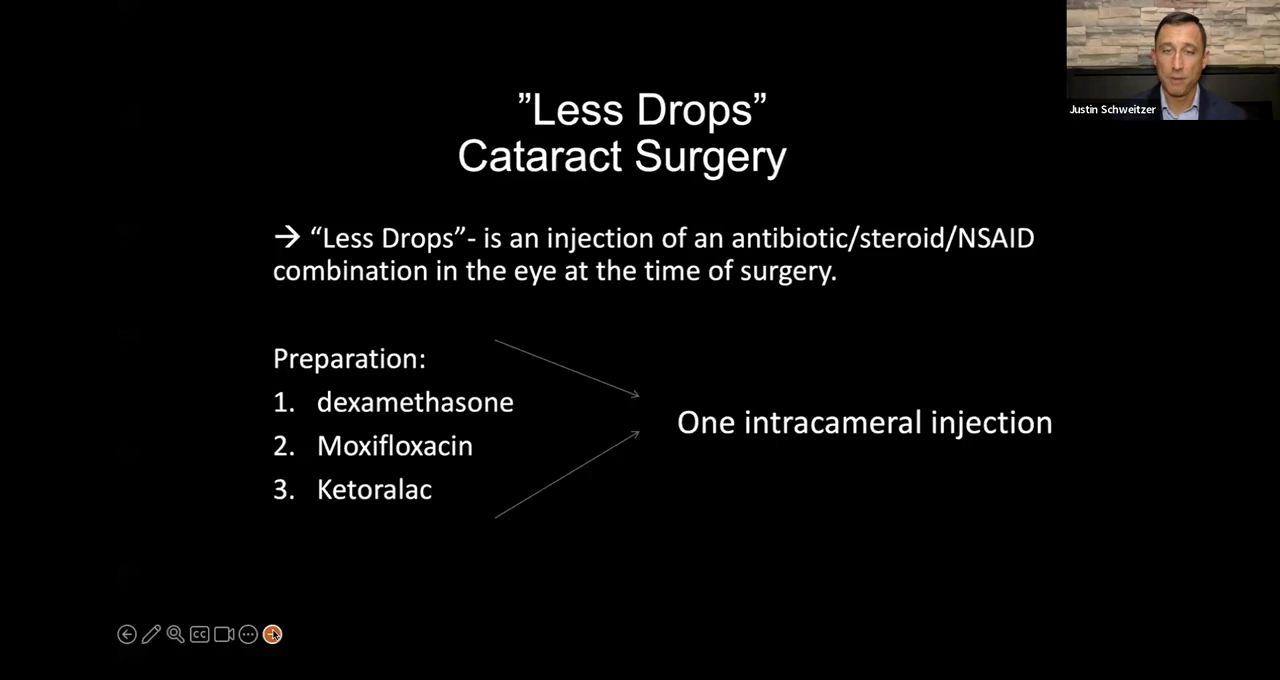 ”Less Drops”
Cataract Surgery
→ “Less Drops”- is an injection of an antibiotic/steroid/NSAID
combination in the eye at the time of surgery.
Preparation:
1. dexamethasone
2. Moxifloxacin
3. Ketoralac
One intracameral injection
Justin Schweitzer
CC